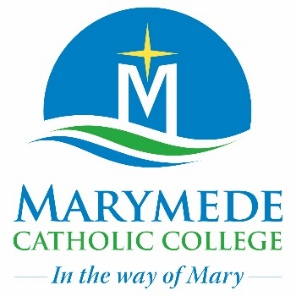 M
MARYMEDE
CATHOLIC COLLEGE
In the way of Mary